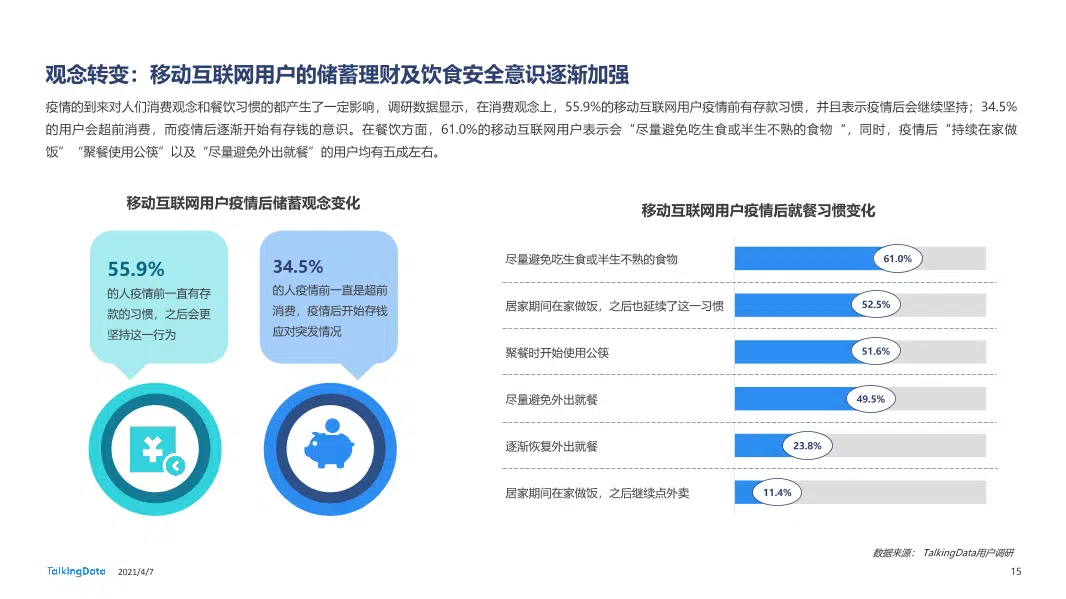 观念转变：移动互联网用户的储蓄理财及饮食安全意识逐渐加强
疫情的到来对人们消费观念和餐饮习惯的都产生了一定影响，调研数据显示，在消费观念上，55.9%的移动互联网用户疫情前有存款习惯，并且表示疫情后会继续坚持；34.5%
的用户会超前消费，而疫情后逐渐开始有存钱的意识。在餐饮方面，61.0%的移动互联网用户表示会“尽量避免吃生食或半生不熟的食物“，同时，疫情后“持续在家做
饭”“聚餐使用公筷”以及“尽量避免外出就餐”的用户均有五成左右。
移动互联网用户疫情后储蓄观念变化
55.9%
的人疫情前一直有存
款的习惯，之后会更
坚持这一行为
34.5%
的人疫情前一直是超前
消费，疫情后开始存钱
应对突发情况
移动互联网用户疫情后就餐习惯变化
尽量避免吃生食或半生不熟的食物 61.0%
居家期间在家做饭，之后也延续了这一习惯 52.5%
聚餐时开始使用公筷 51.6%
尽量避免外出就餐 49.5%
逐渐恢复外出就餐 23.8%
居家期间在家做饭，之后继续点外卖 11.4%
数据来源： TalkingData用户调研
TalkingData 2021/4/7
15